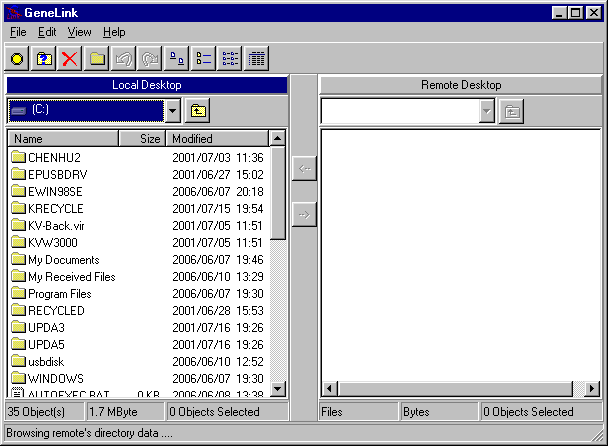 GeneLink
File Edit View Help
Local Desktop Remote Desktop
(C:)
Name Size Modified
CHENHU2 2001/07/03 11:36
EPUSBDRV 2001/06/27 15:02
EWIN98SE 2006/06/07 20:18
KRECYCLE 2001/07/15 19:54
KV-Back.vir 2001/07/05 11:51
KVW3000 2001/07/05 11:51
My Documents 2006/06/07 19:46
My Received Files 2006/06/10 13:29
Program Files 2006/06/07 19:30
RECYCLED 2001/06/28 15:53
UPDA3 2001/07/16 19:26
UPDA5 2001/07/16 19:26
usbdisk 2006/06/10 12:52
WINDOWS 2006/06/07 19:30
AUTOEXEC.BAT 0 KB 2006/06/08 13:38
35 Object(s) 1.7 MByte 0 Objects Selected Files Bytes 0 Objects Selected
Browsing remote's directory data ....